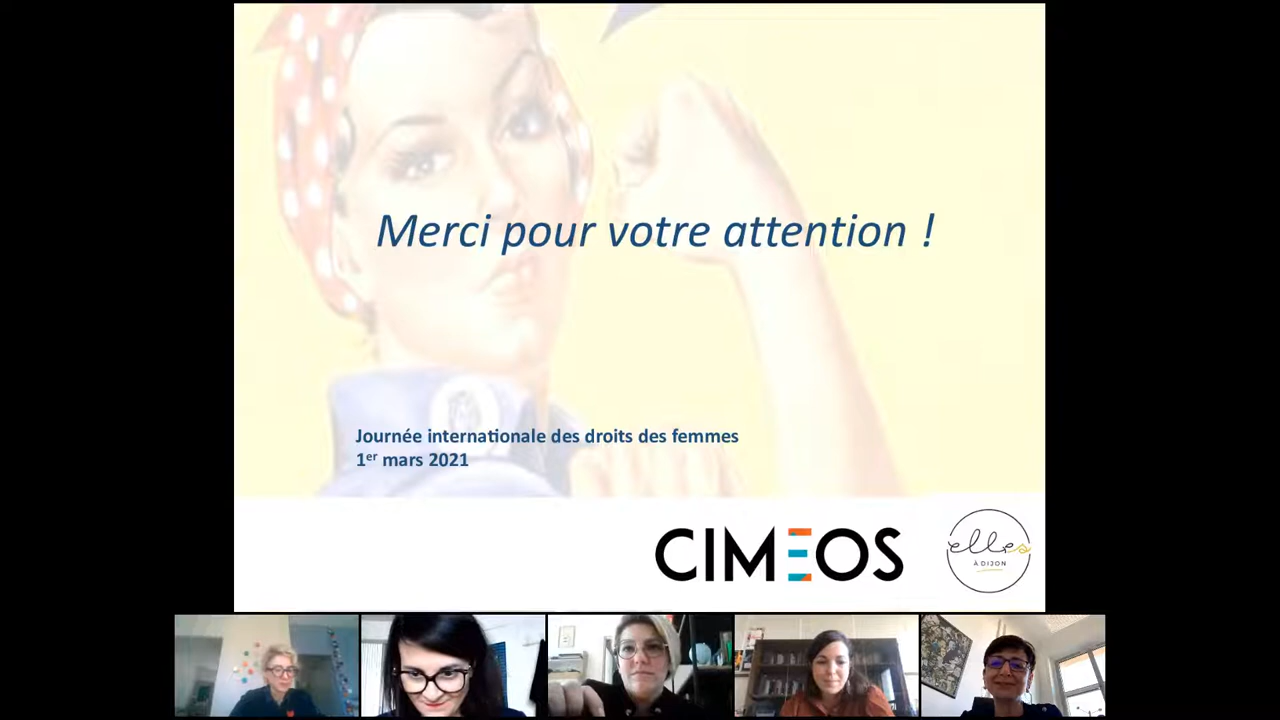 Merci pour votre attention !
Journée internationale des droits des femmes
1er mars 2021
CIMEOS
elles
À DIJON